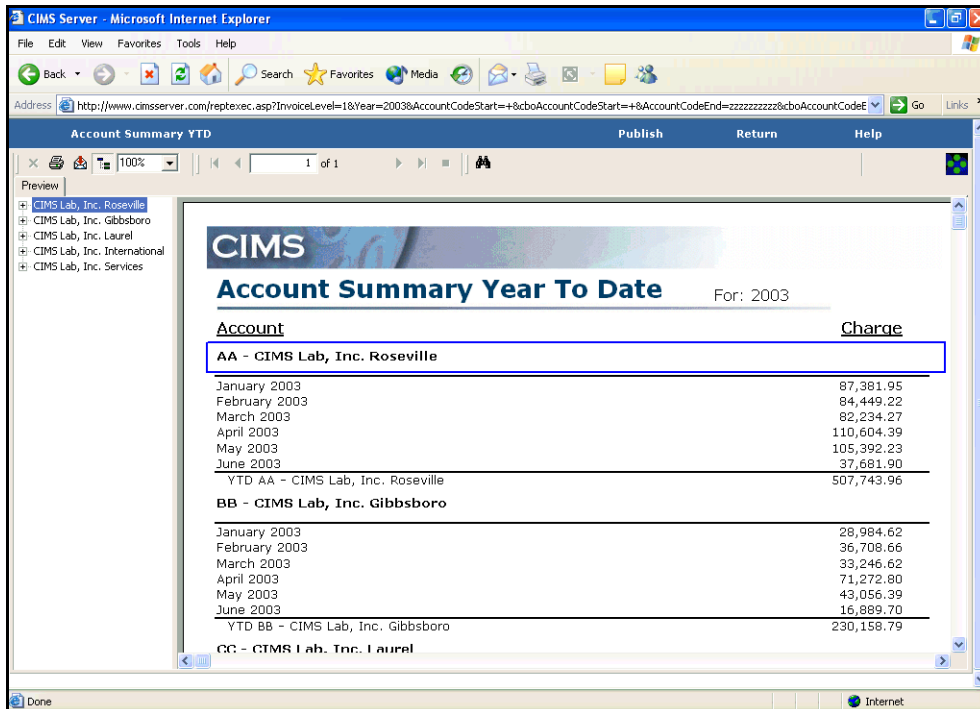 CIMS Server - Microsoft Internet Explorer
File Edit View Favorites Tools Help
Back Search Favorites Media
Address http://www.cimsserver.com/reptexec.asp?InvoiceLevel=1&Year=2003&AccountCodeStart=+&cboAccountCodeStart=+&AccountCodeEnd=zzzzzzzzzz&cboAccountCodeE Go Links
Account Summary YTD Publish Return Help
100% 1 of 1
Preview
CIMS Lab, Inc. Roseville
CIMS Lab, Inc. Gibbsboro
CIMS Lab, Inc. Laurel
CIMS Lab, Inc. International
CIMS Lab, Inc. Services
CIMS
Account Summary Year To Date For: 2003
Account Charge
AA - CIMS Lab, Inc. Roseville
January 2003 87,381.95
February 2003 84,449.22
March 2003 82,234.27
April 2003 110,604.39
May 2003 105,392.23
June 2003 37,681.90
YTD AA - CIMS Lab, Inc. Roseville 507,743.96
BB - CIMS Lab, Inc. Gibbsboro
January 2003 28,984.62
February 2003 36,708.66
March 2003 33,246.62
April 2003 71,272.80
May 2003 43,056.39
June 2003 16,889.70
YTD BB - CIMS Lab, Inc. Gibbsboro 230,158.79
CC - CIMS Lab, Inc. Laurel
Done Internet